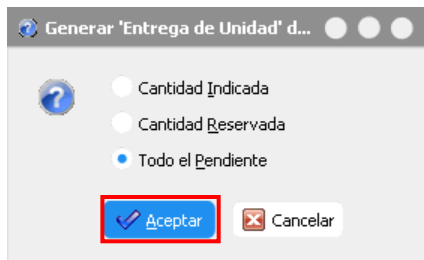 Generar 'Entrega de Unidad' d...
Cantidad Indicada
Cantidad Reservada
Todo el Pendiente
Aceptar
Cancelar